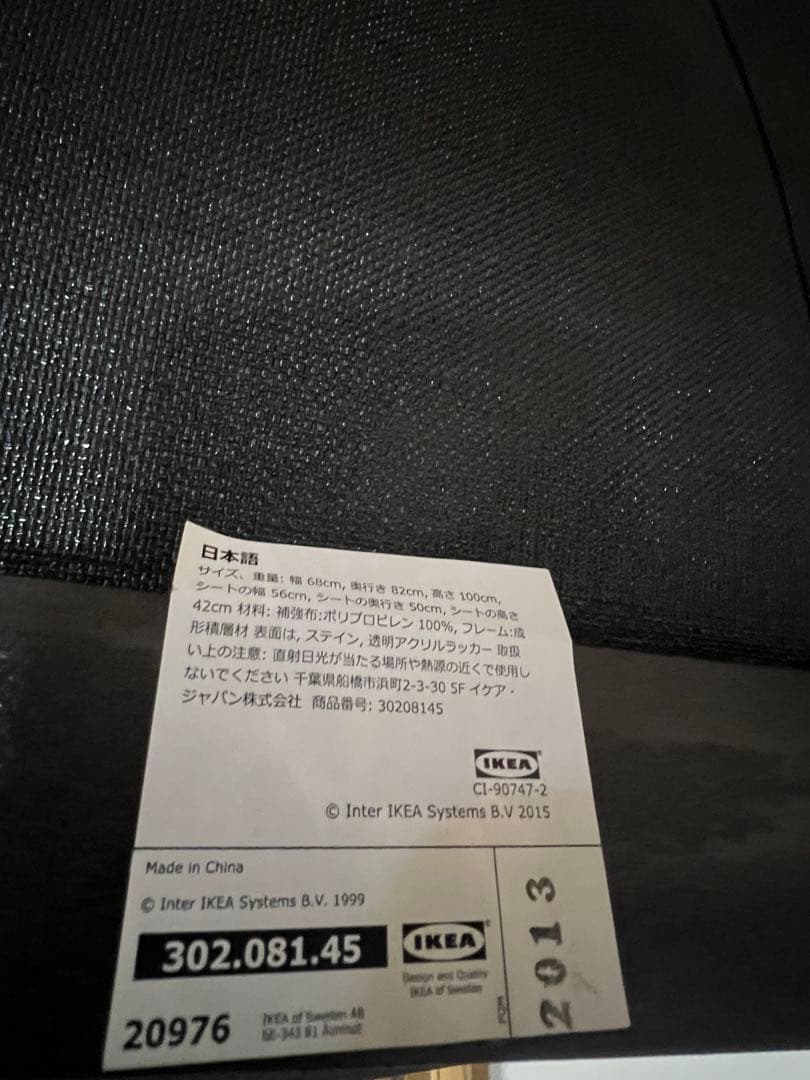 日本語
サイズ、重量: 幅 68cm, 奥行き 82cm, 高さ 100cm,
シートの幅 56cm, シートの奥行き 50cm, シートの高さ
42cm 材料: 補強布:ポリプロピレン 100%, フレーム:成
形積層材 表面は, ステイン, 透明アクリルラッカー 取扱
い上の注意: 直射日光が当たる場所や熱源の近くで使用し
ないでください 千葉県船橋市浜町2-3-30 5F イケア・
ジャパン株式会社 商品番号: 30208145
IKEA
CI-90747-2
© Inter IKEA Systems B.V 2015
Made in China
© Inter IKEA Systems B.V. 1999
302.081.45
IKEA
Design and Quality
IKEA of Sweden
20976
IKEA of Sweden AB
SE-343 81 Älmhult
2013